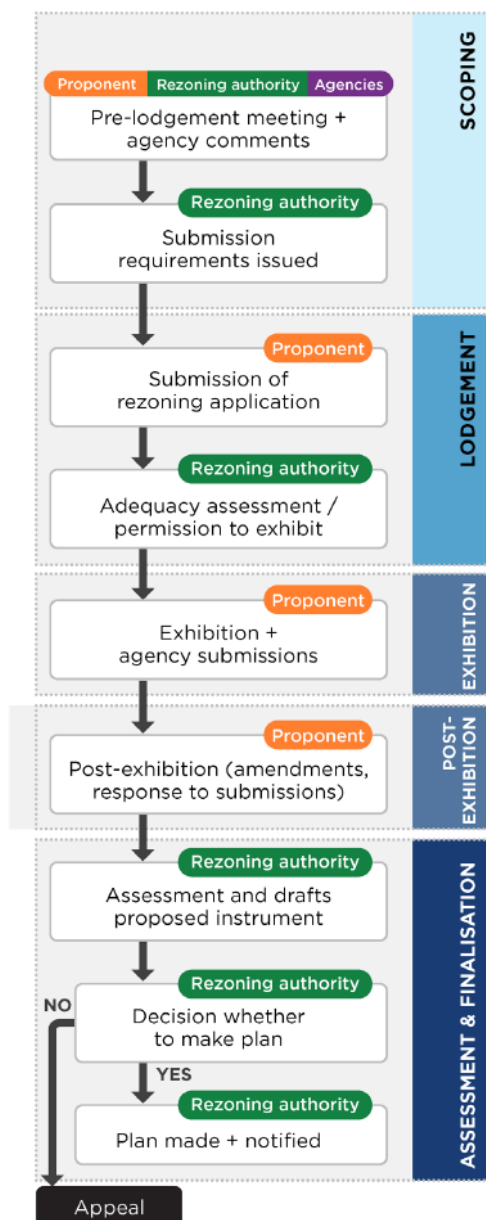 SCOPING
Proponent Rezoning authority Agencies
Pre-lodgement meeting +
agency comments
Rezoning authority
Submission
requirements issued
LODGEMENT
Proponent
Submission of
rezoning application
Rezoning authority
Adequacy assessment /
permission to exhibit
EXHIBITION
Proponent
Exhibition +
agency submissions
POST-
EXHIBITION
Proponent
Post-exhibition (amendments,
response to submissions)
ASSESSMENT & FINALISATION
Rezoning authority
Assessment and drafts
proposed instrument
Rezoning authority
Decision whether
to make plan
NO
YES
Rezoning authority
Plan made + notified
Appeal